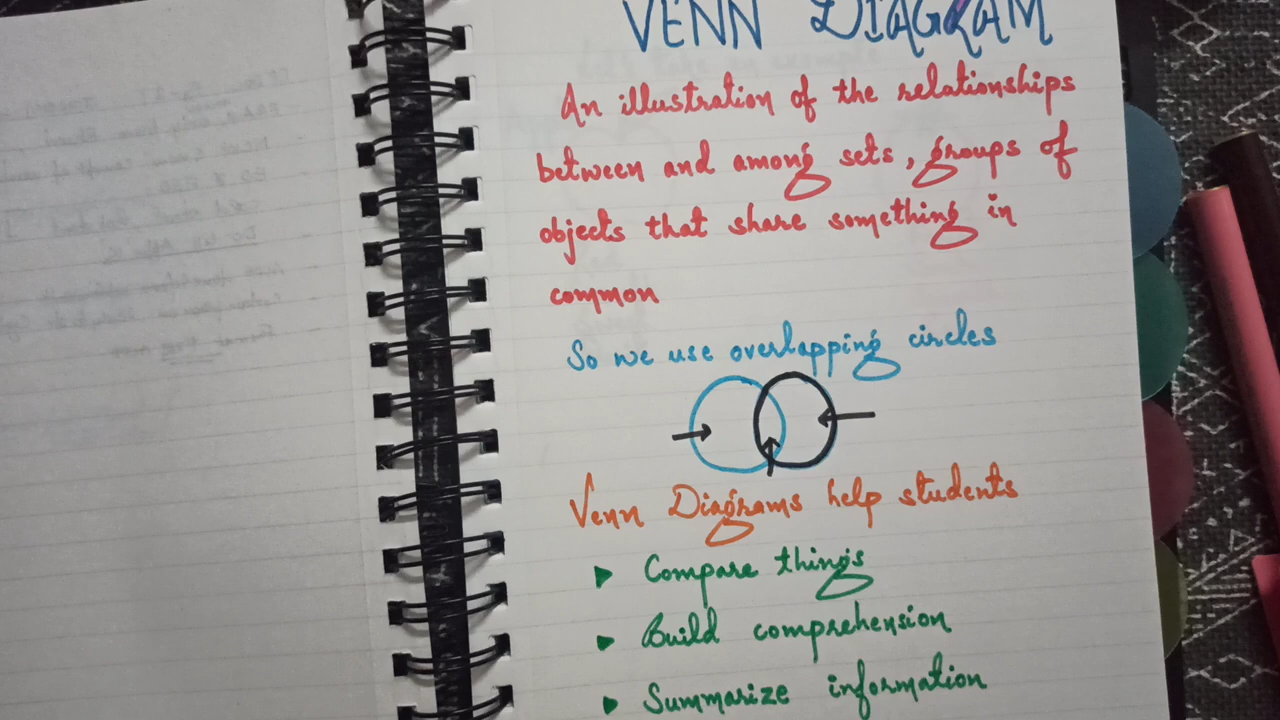 VENN DIAGRAM
An illustration of the relationships
between and among sets, groups of
objects that share something in
common
So we use overlapping circles
Venn Diagrams help students
Compare things
Build comprehension
Summarize information